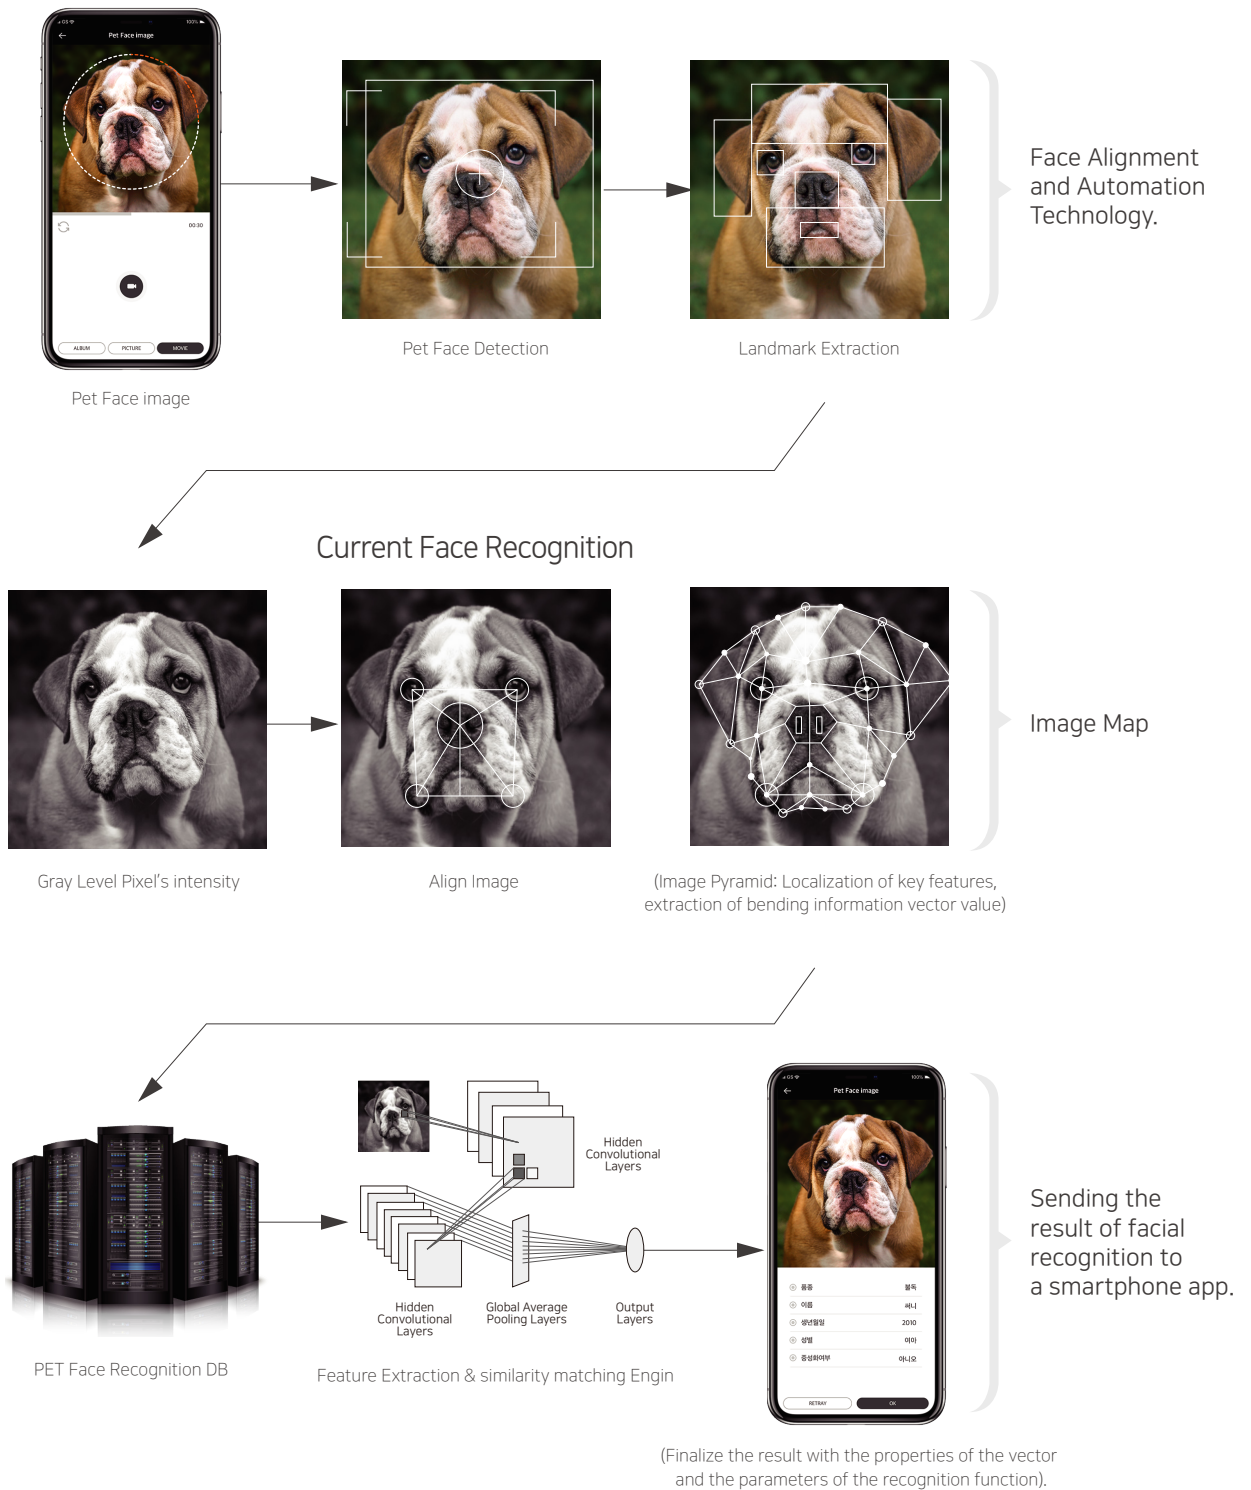 GS 100%
Pet Face image
00:30
ALBUM PICTURE MOVIE
Pet Face image
Pet Face Detection
Landmark Extraction
Face Alignment
and Automation
Technology.
Current Face Recognition
Gray Level Pixel's intensity
Align Image
(Image Pyramid: Localization of key features,
extraction of bending information vector value)
Image Map
PET Face Recognition DB
Hidden
Convolutional
Layers
Hidden
Convolutional
Layers
Global Average
Pooling Layers
Output
Layers
Feature Extraction & similarity matching Engin
GS 100%
Pet Face image
품종 불독
이름 써니
생년월일 2010
성별 여아
중성화여부 아니오
RETRAY OK
(Finalize the result with the properties of the vector
and the parameters of the recognition function).
Sending the
result of facial
recognition to
a smartphone app.